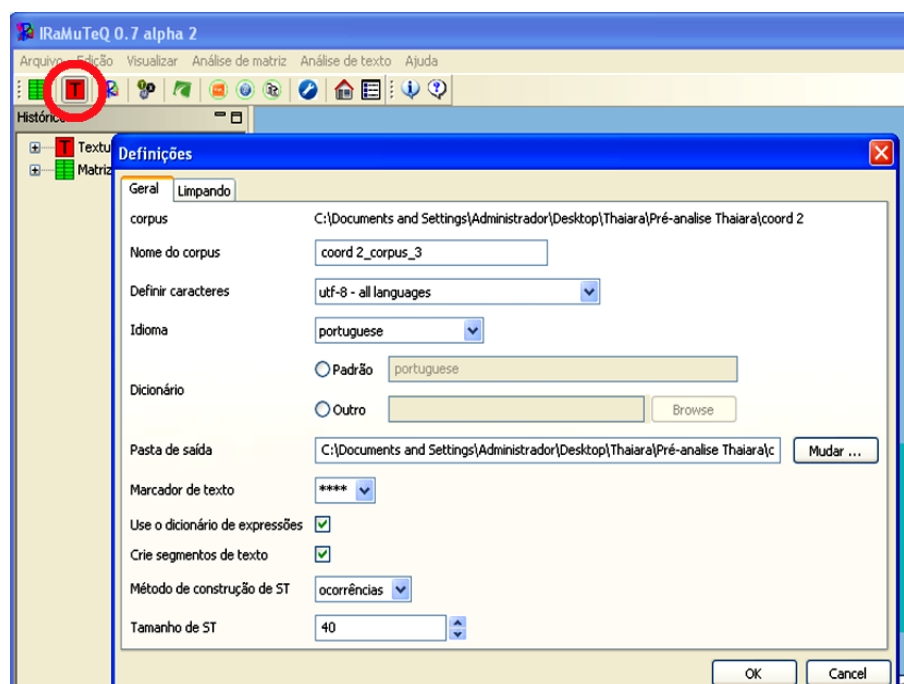 IRaMuTeQ 0.7 alpha 2
Arquivo Edição Visualizar Análise de matriz Análise de texto Ajuda
T
Histórico
T Textu
Matriz
Definições
Geral Limpando
corpus C:\Documents and Settings\Administrador\Desktop\Thaiara\Pré-analise Thaiara\coord 2
Nome do corpus coord 2_corpus_3
Definir caracteres utf-8 - all languages
Idioma portuguese
Dicionário
Padrão portuguese
Outro Browse
Pasta de saída C:\Documents and Settings\Administrador\Desktop\Thaiara\Pré-analise Thaiara\c Mudar ...
Marcador de texto ****
Use o dicionário de expressões
Crie segmentos de texto
Método de construção de ST ocorrências
Tamanho de ST 40
OK Cancel